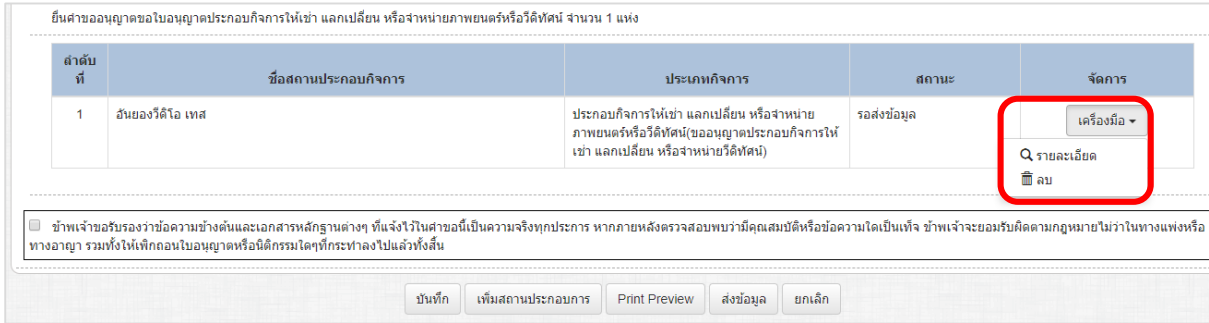 ยื่นคำขออนุญาตขอใบอนุญาตประกอบกิจการให้เช่า แลกเปลี่ยน หรือจำหน่ายภาพยนตร์หรือวีดิทัศน์ จำนวน 1 แห่ง
ลำดับ
ที่
ชื่อสถานประกอบกิจการ
ประเภทกิจการ
สถานะ
จัดการ
1
อันยองวีดิโอ เทส
ประกอบกิจการให้เช่า แลกเปลี่ยน หรือจำหน่าย
ภาพยนตร์หรือวีดิทัศน์(ขออนุญาตประกอบกิจการให้
เช่า แลกเปลี่ยน หรือจำหน่ายวีดิทัศน์)
รอส่งข้อมูล
เครื่องมือ
รายละเอียด
ลบ
ข้าพเจ้าขอรับรองว่าข้อความข้างต้นและเอกสารหลักฐานต่างๆ ที่แจ้งไว้ในคำขอนี้เป็นความจริงทุกประการ หากภายหลังตรวจสอบพบว่ามีคุณสมบัติหรือข้อความใดเป็นเท็จ ข้าพเจ้าจะยอมรับผิดตามกฎหมายไม่ว่าในทางแพ่งหรือ
ทางอาญา รวมทั้งให้เพิกถอนใบอนุญาตหรือนิติกรรมใดๆที่กระทำลงไปแล้วทั้งสิ้น
บันทึก
เพิ่มสถานประกอบการ
Print Preview
ส่งข้อมูล
ยกเลิก